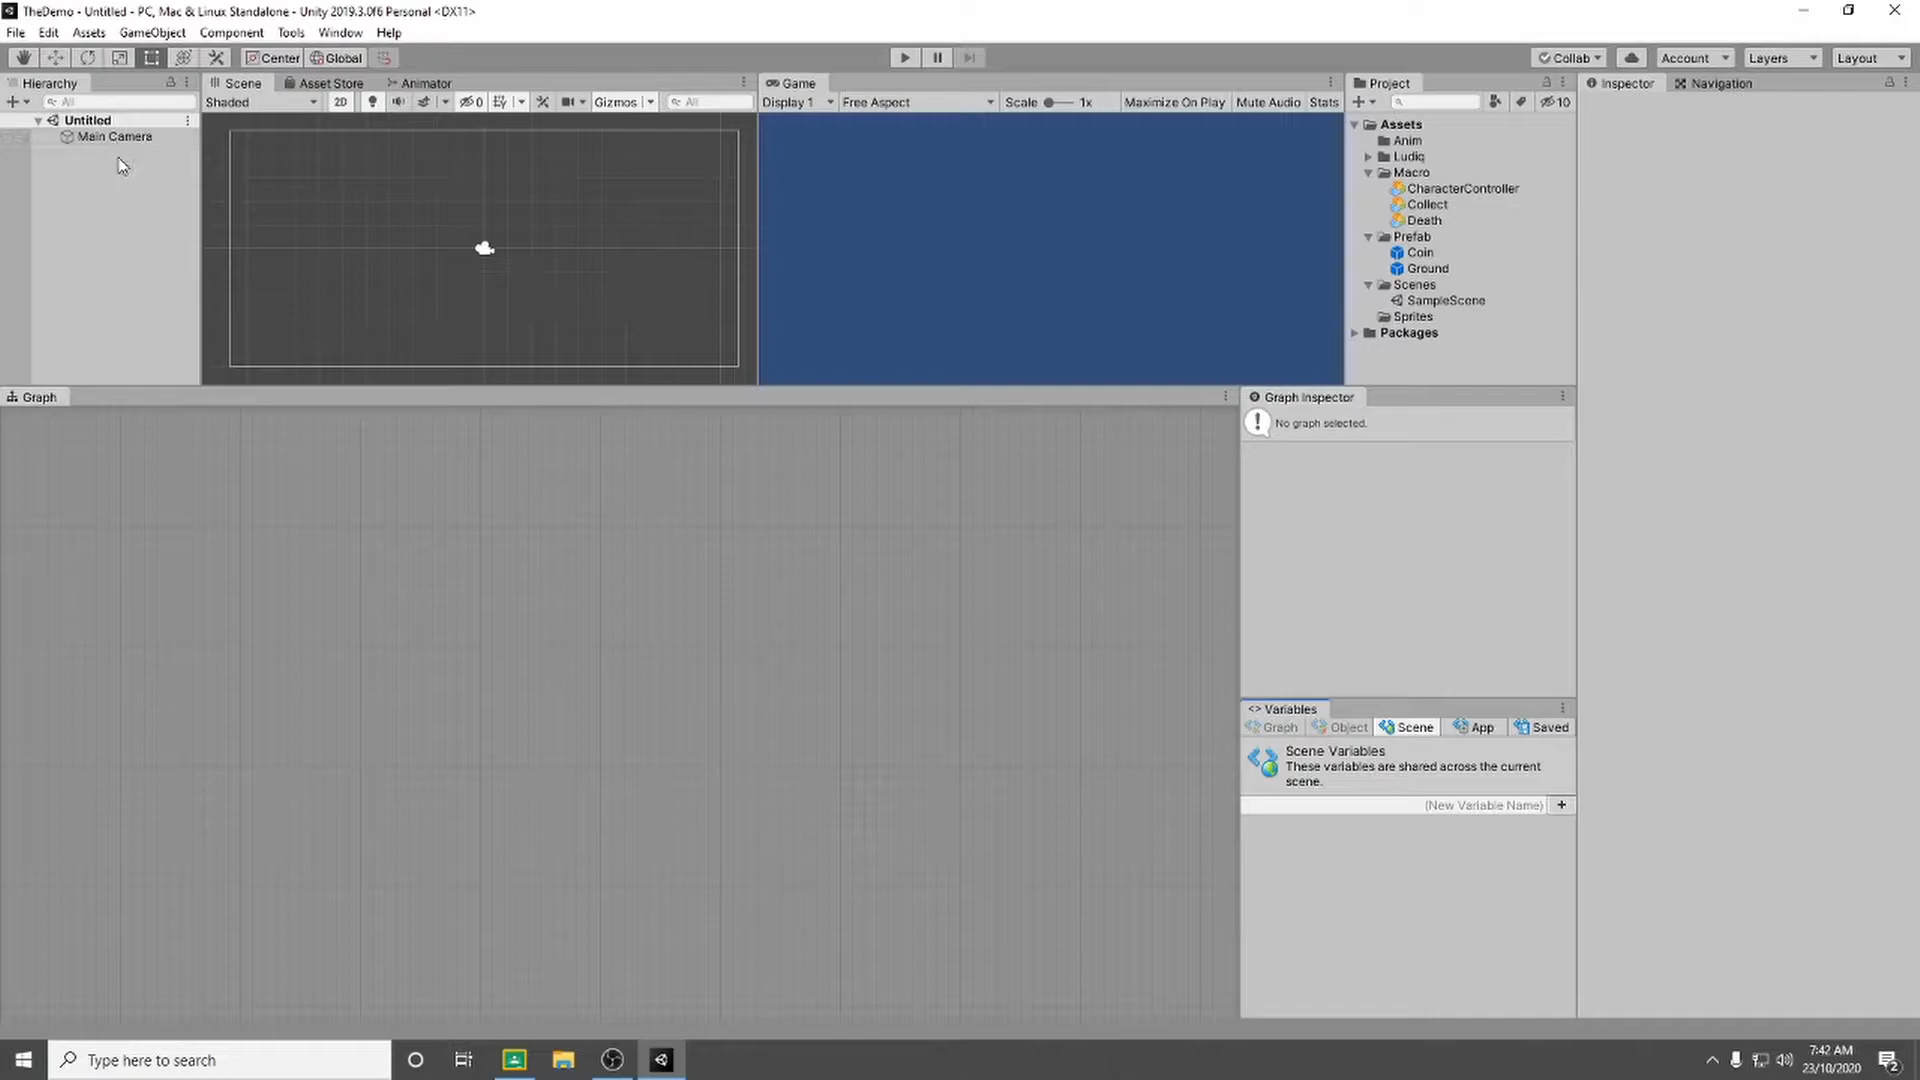 TheDemo - Untitled - PC, Mac & Linux Standalone - Unity 2019.3.0f6 Personal <DX11>
File Edit Assets GameObject Component Tools Window Help
Center Global Collab Account Layers Layout
Hierarchy Scene Asset Store Animator Game Project Inspector Navigation
All Shaded 2D 0 Gizmos All Display 1 Free Aspect Scale 1x Maximize On Play Mute Audio Stats 10
Untitled
Main Camera
Assets
Anim
Ludiq
Macro
CharacterController
Collect
Death
Prefab
Coin
Ground
Scenes
SampleScene
Sprites
Packages
Graph
Graph Inspector
No graph selected.
<> Variables
Graph Object Scene App Saved
Scene Variables
These variables are shared across the current
scene.
(New Variable Name) +
Type here to search
7:42 AM
23/10/2020
2